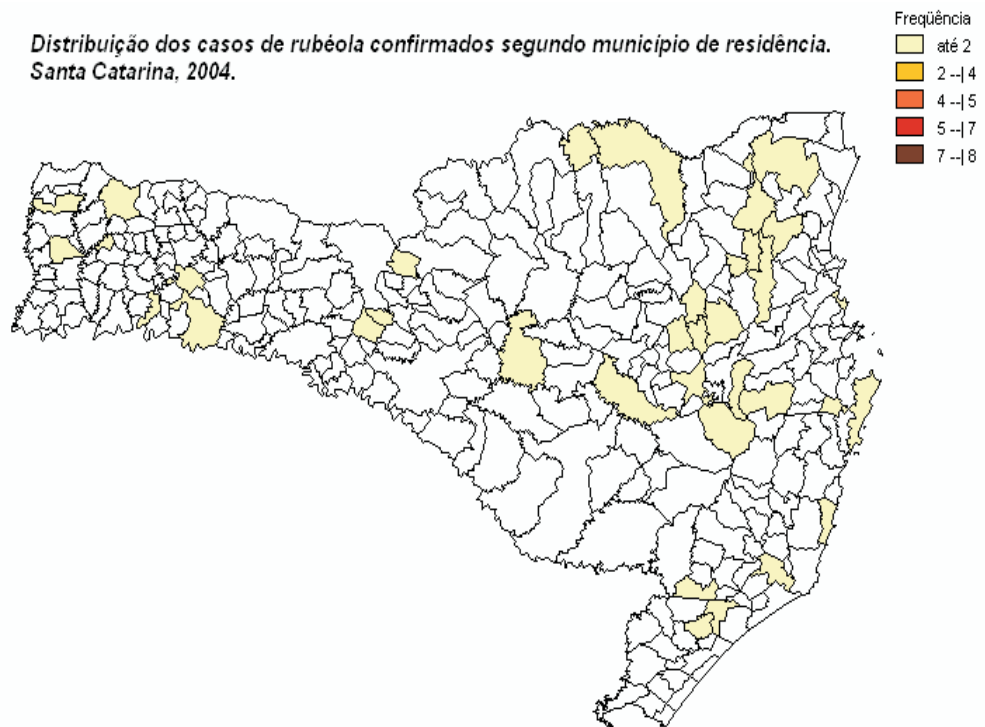 Distribuição dos casos de rubéola confirmados segundo município de residência.
Santa Catarina, 2004.
Freqüência
até 2
2 --| 4
4 --| 5
5 --| 7
7 --| 8